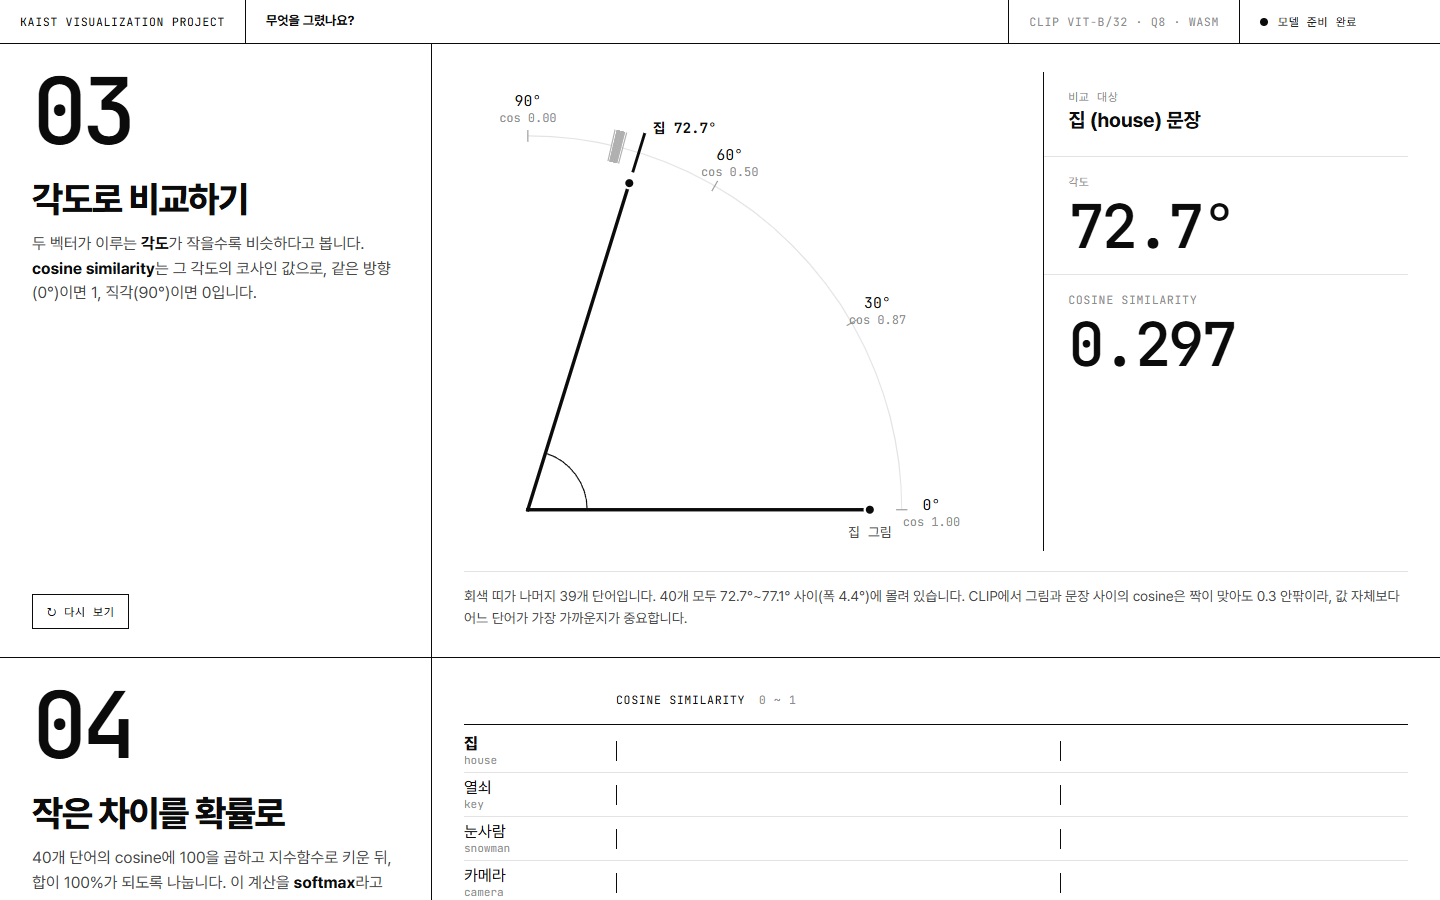 KAIST VISUALIZATION PROJECT
무엇을 그렸나요?
CLIP VIT-B/32 · Q8 · WASM
모델 준비 완료
03
각도로 비교하기
두 벡터가 이루는 각도가 작을수록 비슷하다고 봅니다.
cosine similarity는 그 각도의 코사인 값으로, 같은 방향
(0°)이면 1, 직각(90°)이면 0입니다.
↻ 다시 보기
90°
cos 0.00
집 72.7°
60°
cos 0.50
30°
cos 0.87
0°
cos 1.00
집 그림
비교 대상
집 (house) 문장
각도
72.7°
COSINE SIMILARITY
0.297
회색 띠가 나머지 39개 단어입니다. 40개 모두 72.7°~77.1° 사이(폭 4.4°)에 몰려 있습니다. CLIP에서 그림과 문장 사이의 cosine은 짝이 맞아도 0.3 안팎이라, 값 자체보다
어느 단어가 가장 가까운지가 중요합니다.
04
작은 차이를 확률로
40개 단어의 cosine에 100을 곱하고 지수함수로 키운 뒤,
합이 100%가 되도록 나눕니다. 이 계산을 softmax라고
COSINE SIMILARITY 0 ~ 1
집
house
열쇠
key
눈사람
snowman
카메라
camera